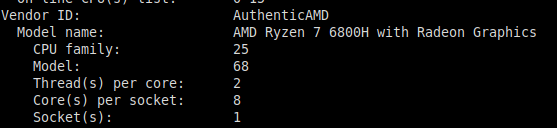 On-line CPU(s) list: 0-15
Vendor ID: AuthenticAMD
Model name: AMD Ryzen 7 6800H with Radeon Graphics
CPU family: 25
Model: 68
Thread(s) per core: 2
Core(s) per socket: 8
Socket(s): 1